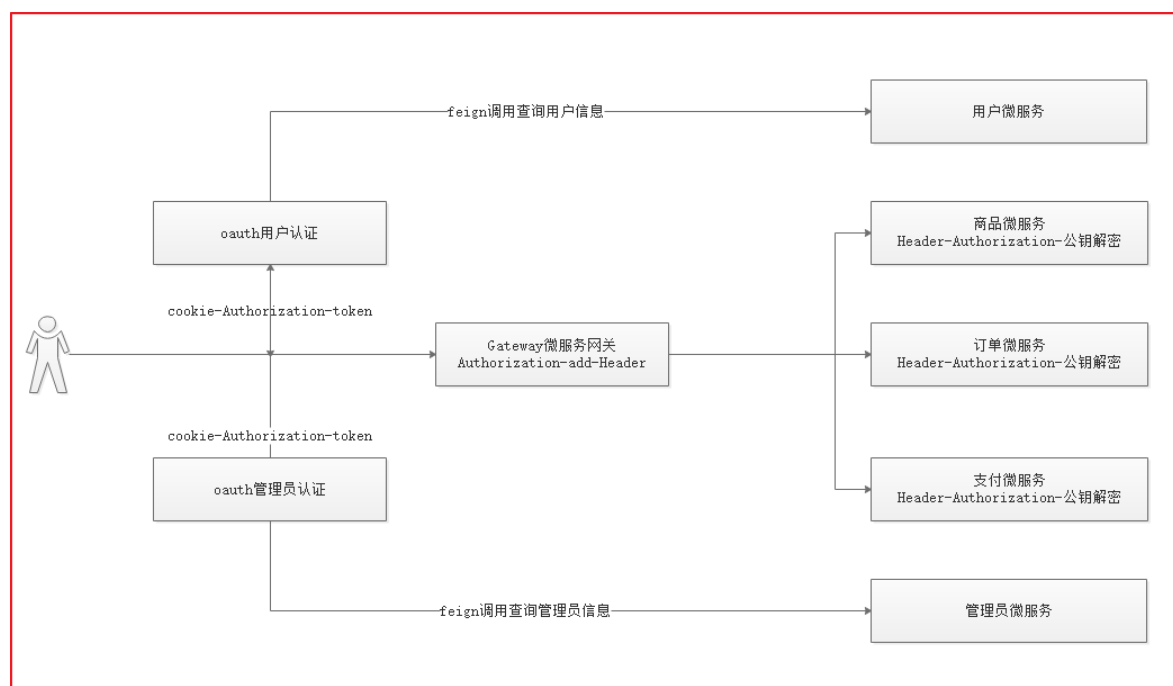 feign调用查询用户信息
用户微服务
oauth用户认证
商品微服务
Header-Authorization-公钥解密
cookie-Authorization-token
Gateway微服务网关
Authorization-add-Header
订单微服务
Header-Authorization-公钥解密
cookie-Authorization-token
oauth管理员认证
支付微服务
Header-Authorization-公钥解密
feign调用查询管理员信息
管理员微服务